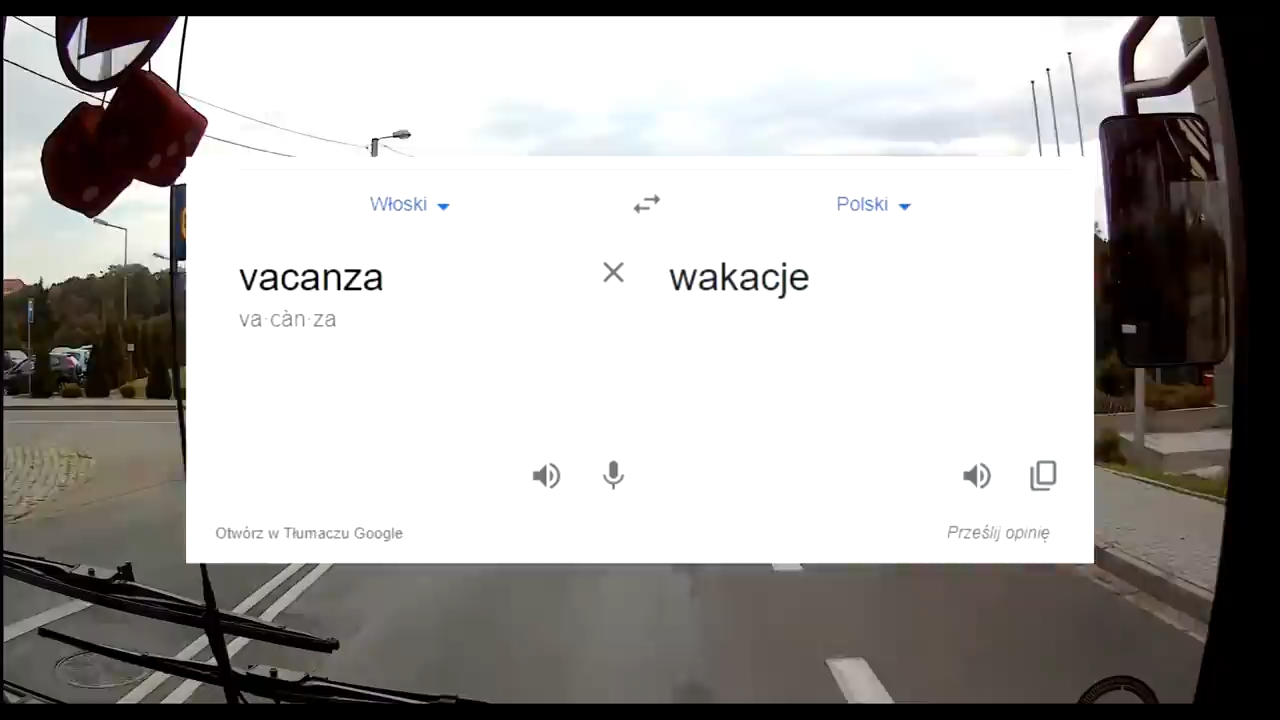 Włoski
Polski
vacanza
wakacje
va·càn·za
Otwórz w Tłumaczu Google
Prześlij opinię